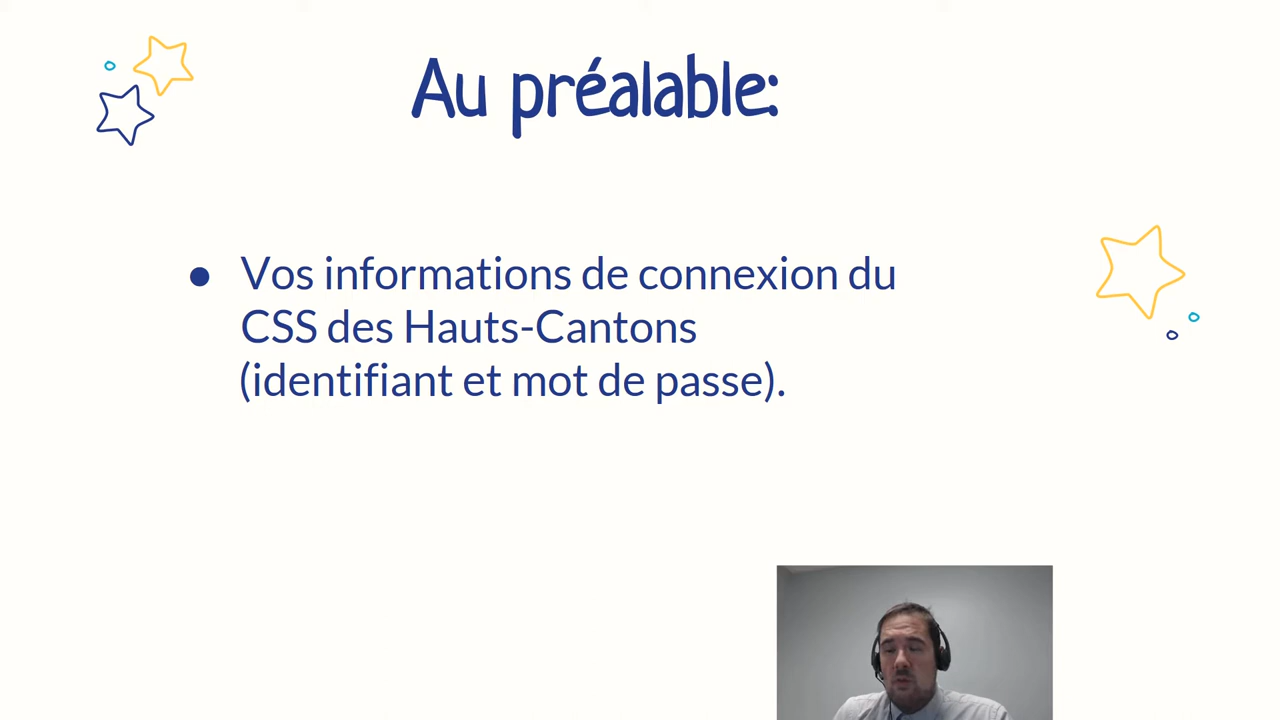 Au préalable:
● Vos informations de connexion du
CSS des Hauts-Cantons
(identifiant et mot de passe).